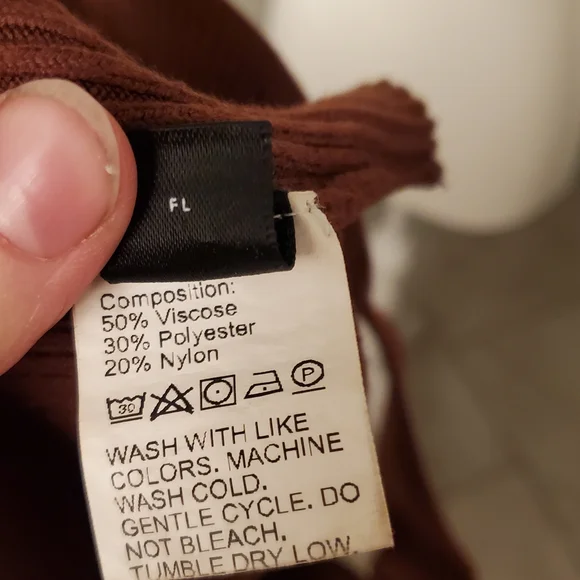 FL
Composition:
50% Viscose
30% Polyester
20% Nylon
30 P
WASH WITH LIKE
COLORS. MACHINE
WASH COLD.
GENTLE CYCLE. DO
NOT BLEACH.
TUMBLE DRY LOW.